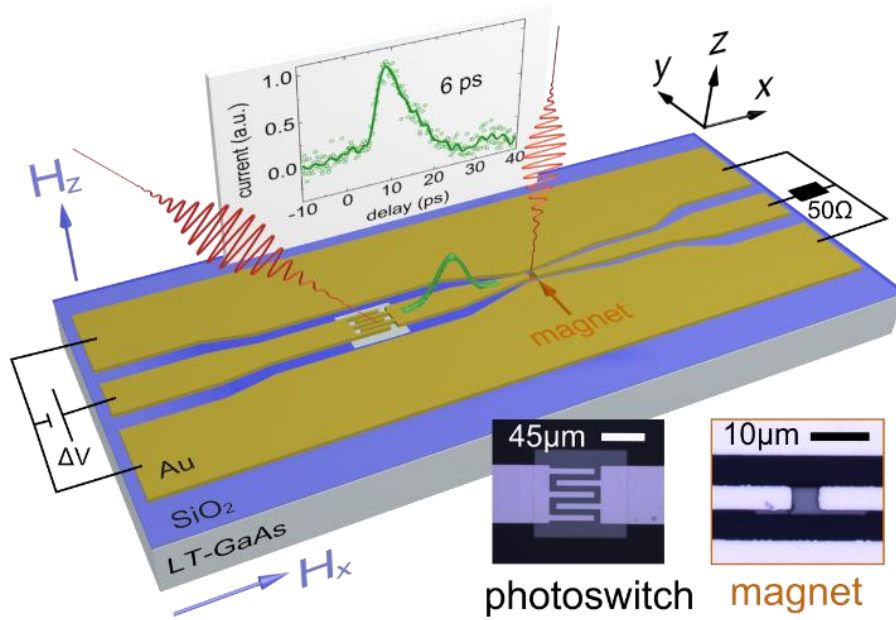 1.0
0.5
0.0
current (a.u.)
6 ps
-10
0
10
20
30
40
delay (ps)
z
y
x
Hz
50Ω
magnet
ΔV
Au
SiO2
LT-GaAs
Hx
45μm
10μm
photoswitch
magnet